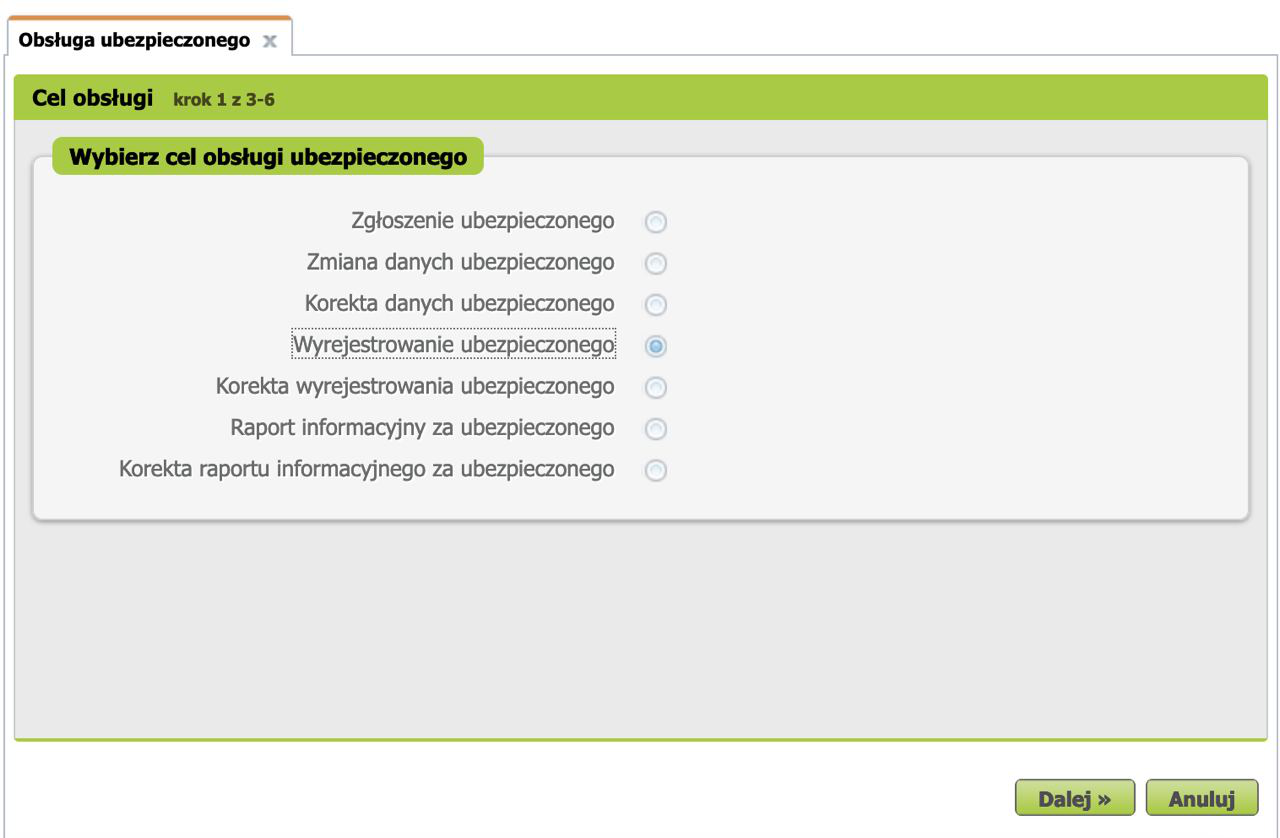 Obsługa ubezpieczonego x
Cel obsługi krok 1 z 3-6
Wybierz cel obsługi ubezpieczonego
Zgłoszenie ubezpieczonego
Zmiana danych ubezpieczonego
Korekta danych ubezpieczonego
Wyrejestrowanie ubezpieczonego
Korekta wyrejestrowania ubezpieczonego
Raport informacyjny za ubezpieczonego
Korekta raportu informacyjnego za ubezpieczonego
Dalej » Anuluj